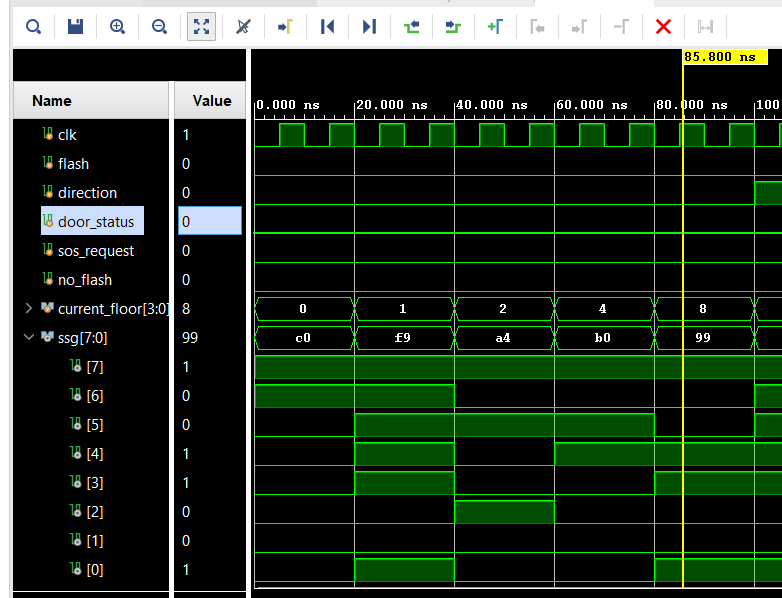 85.800 ns
Name Value
0.000 ns 20.000 ns 40.000 ns 60.000 ns 80.000 ns 100
clk 1
flash 0
direction 0
door_status 0
sos_request 0
no_flash 0
current_floor[3:0] 8 0 1 2 4 8
ssg[7:0] 99 c0 f9 a4 b0 99
[7] 1
[6] 0
[5] 0
[4] 1
[3] 1
[2] 0
[1] 0
[0] 1